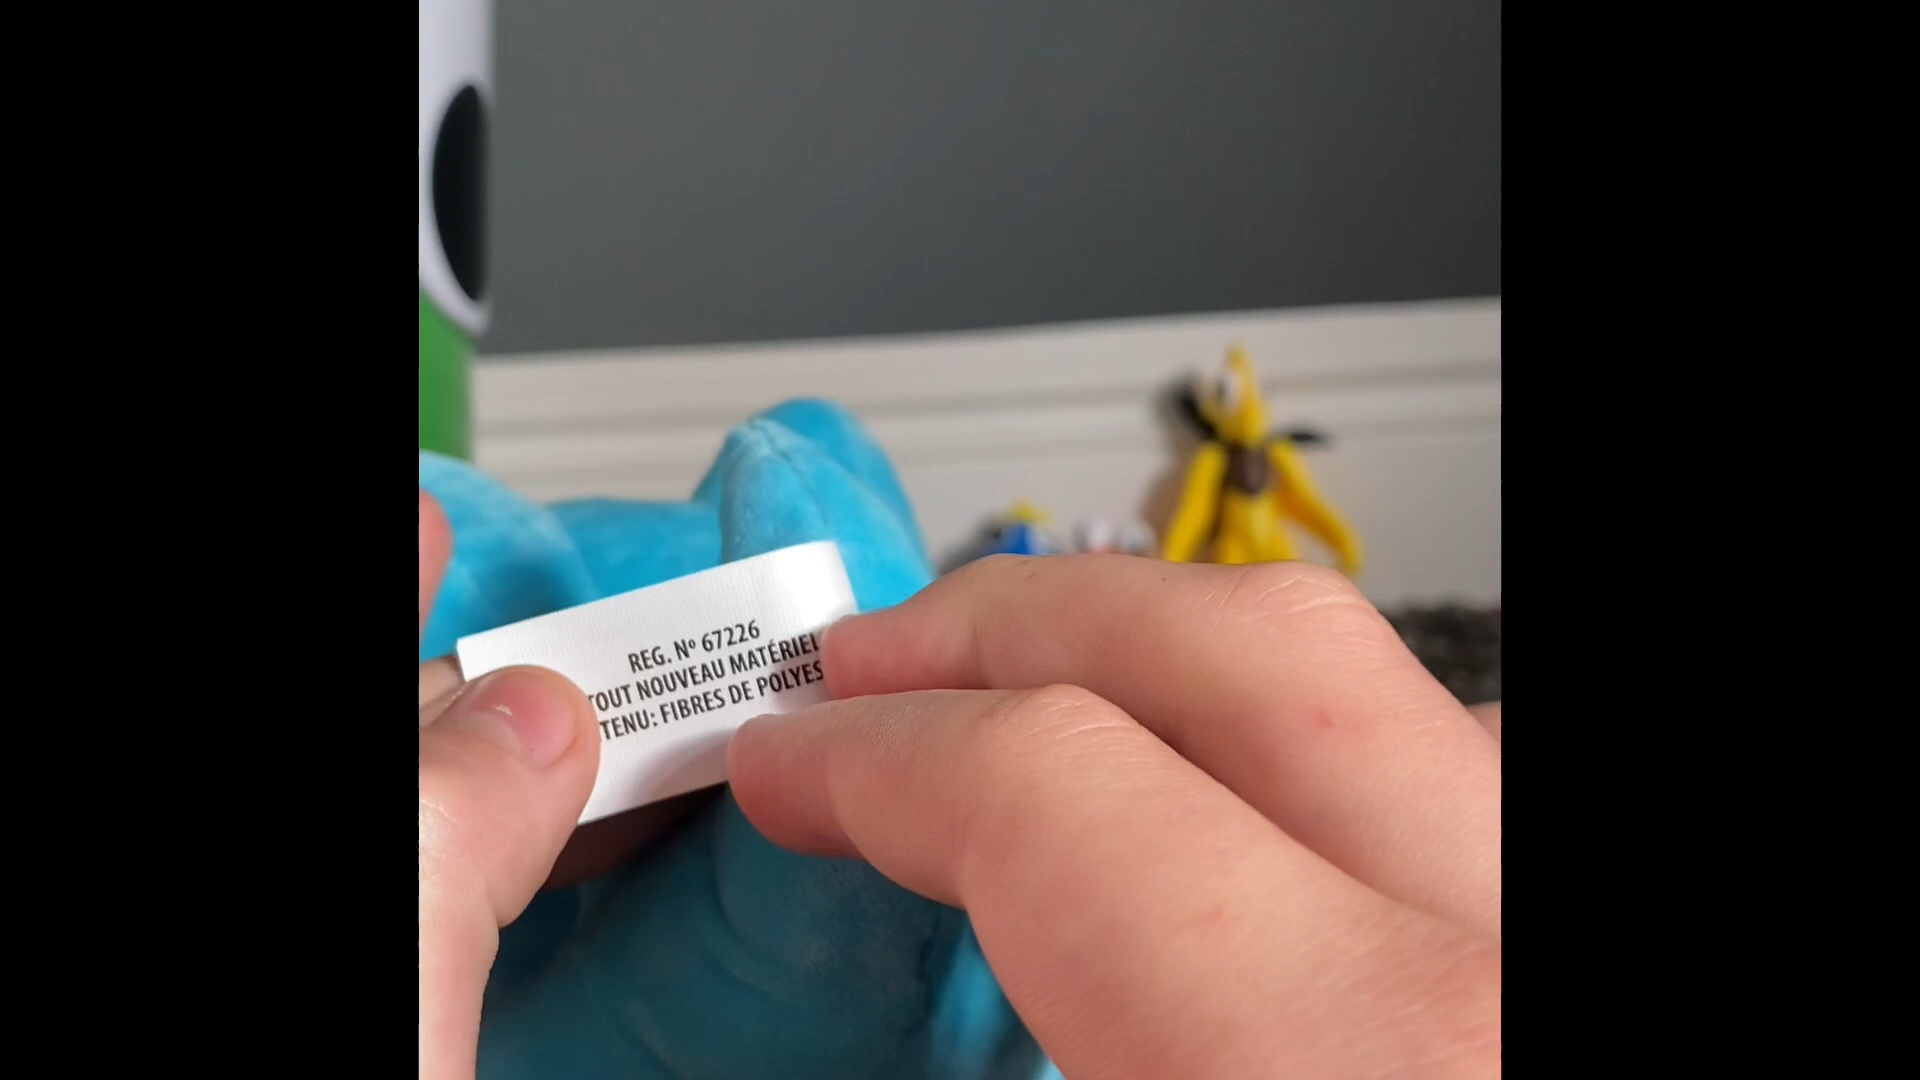 REG. Nº 67226
TOUT NOUVEAU MATÉRIEL
TENU: FIBRES DE POLYES